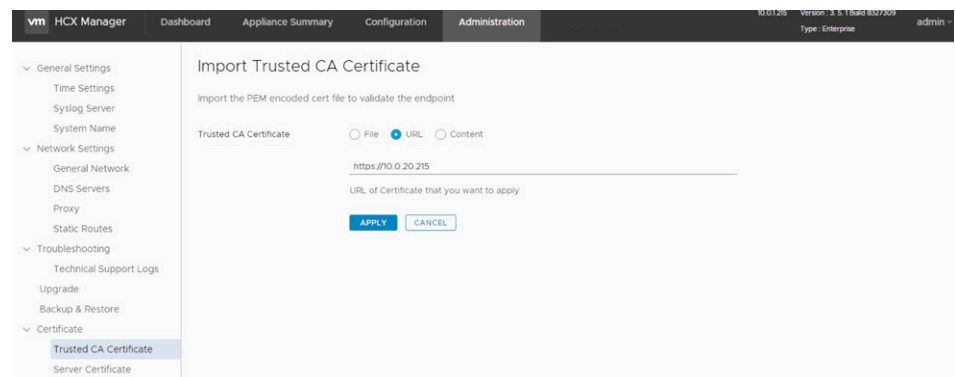 vm HCX Manager Dashboard Appliance Summary Configuration Administration
10.0.1.215 Version : 3. 5. 1 Build 8327309
Type : Enterprise
admin
General Settings
Time Settings
Syslog Server
System Name
Network Settings
General Network
DNS Servers
Proxy
Static Routes
Troubleshooting
Technical Support Logs
Upgrade
Backup & Restore
Certificate
Trusted CA Certificate
Server Certificate
Import Trusted CA Certificate
Import the PEM encoded cert file to validate the endpoint
Trusted CA Certificate File URL Content
https://10.0.20.215
URL of Certificate that you want to apply
APPLY CANCEL